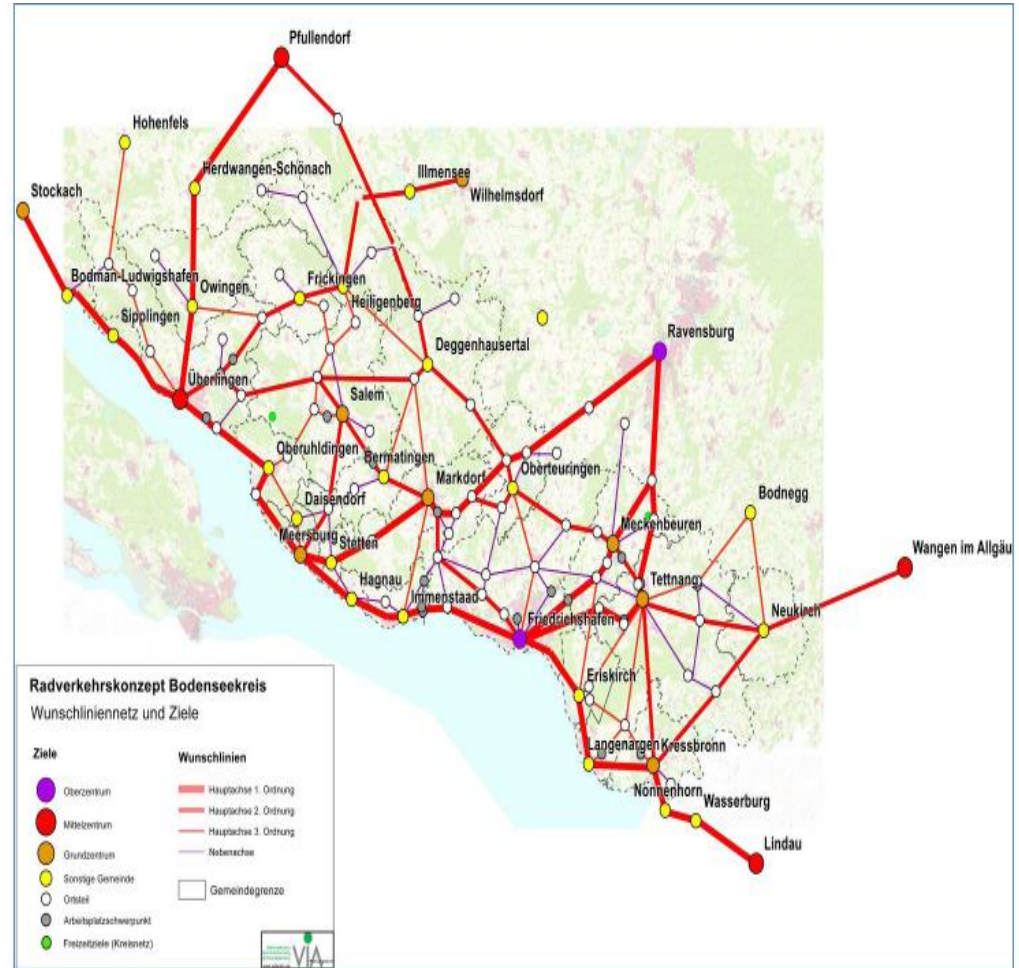 Pfullendorf
Hohenfels
Herdwangen-Schönach
Illmensee
Wilhelmsdorf
Stockach
Bodman-Ludwigshafen
Owingen
Frickingen
Heiligenberg
Sipplingen
Deggenhausertal
Ravensburg
Überlingen
Salem
Oberuhldingen
Bermatingen
Markdorf
Oberteuringen
Daisendorf
Bodnegg
Meckenbeuren
Meersburg
Stetten
Wangen im Allgäu
Hagnau
Immenstaad
Tettnang
Neukirch
Friedrichshafen
Eriskirch
Langenargen
Kressbronn
Nonnenhorn
Wasserburg
Lindau
Radverkehrskonzept Bodenseekreis
Wunschliniennetz und Ziele
Ziele
Oberzentrum
Mittelzentrum
Grundzentrum
Sonstige Gemeinde
Ortsteil
Arbeitsplatzschwerpunkt
Freizeitziele (Kreisnetz)
Wunschlinien
Hauptachse 1. Ordnung
Hauptachse 2. Ordnung
Hauptachse 3. Ordnung
Nebenachse
Gemeindegrenze
VIA